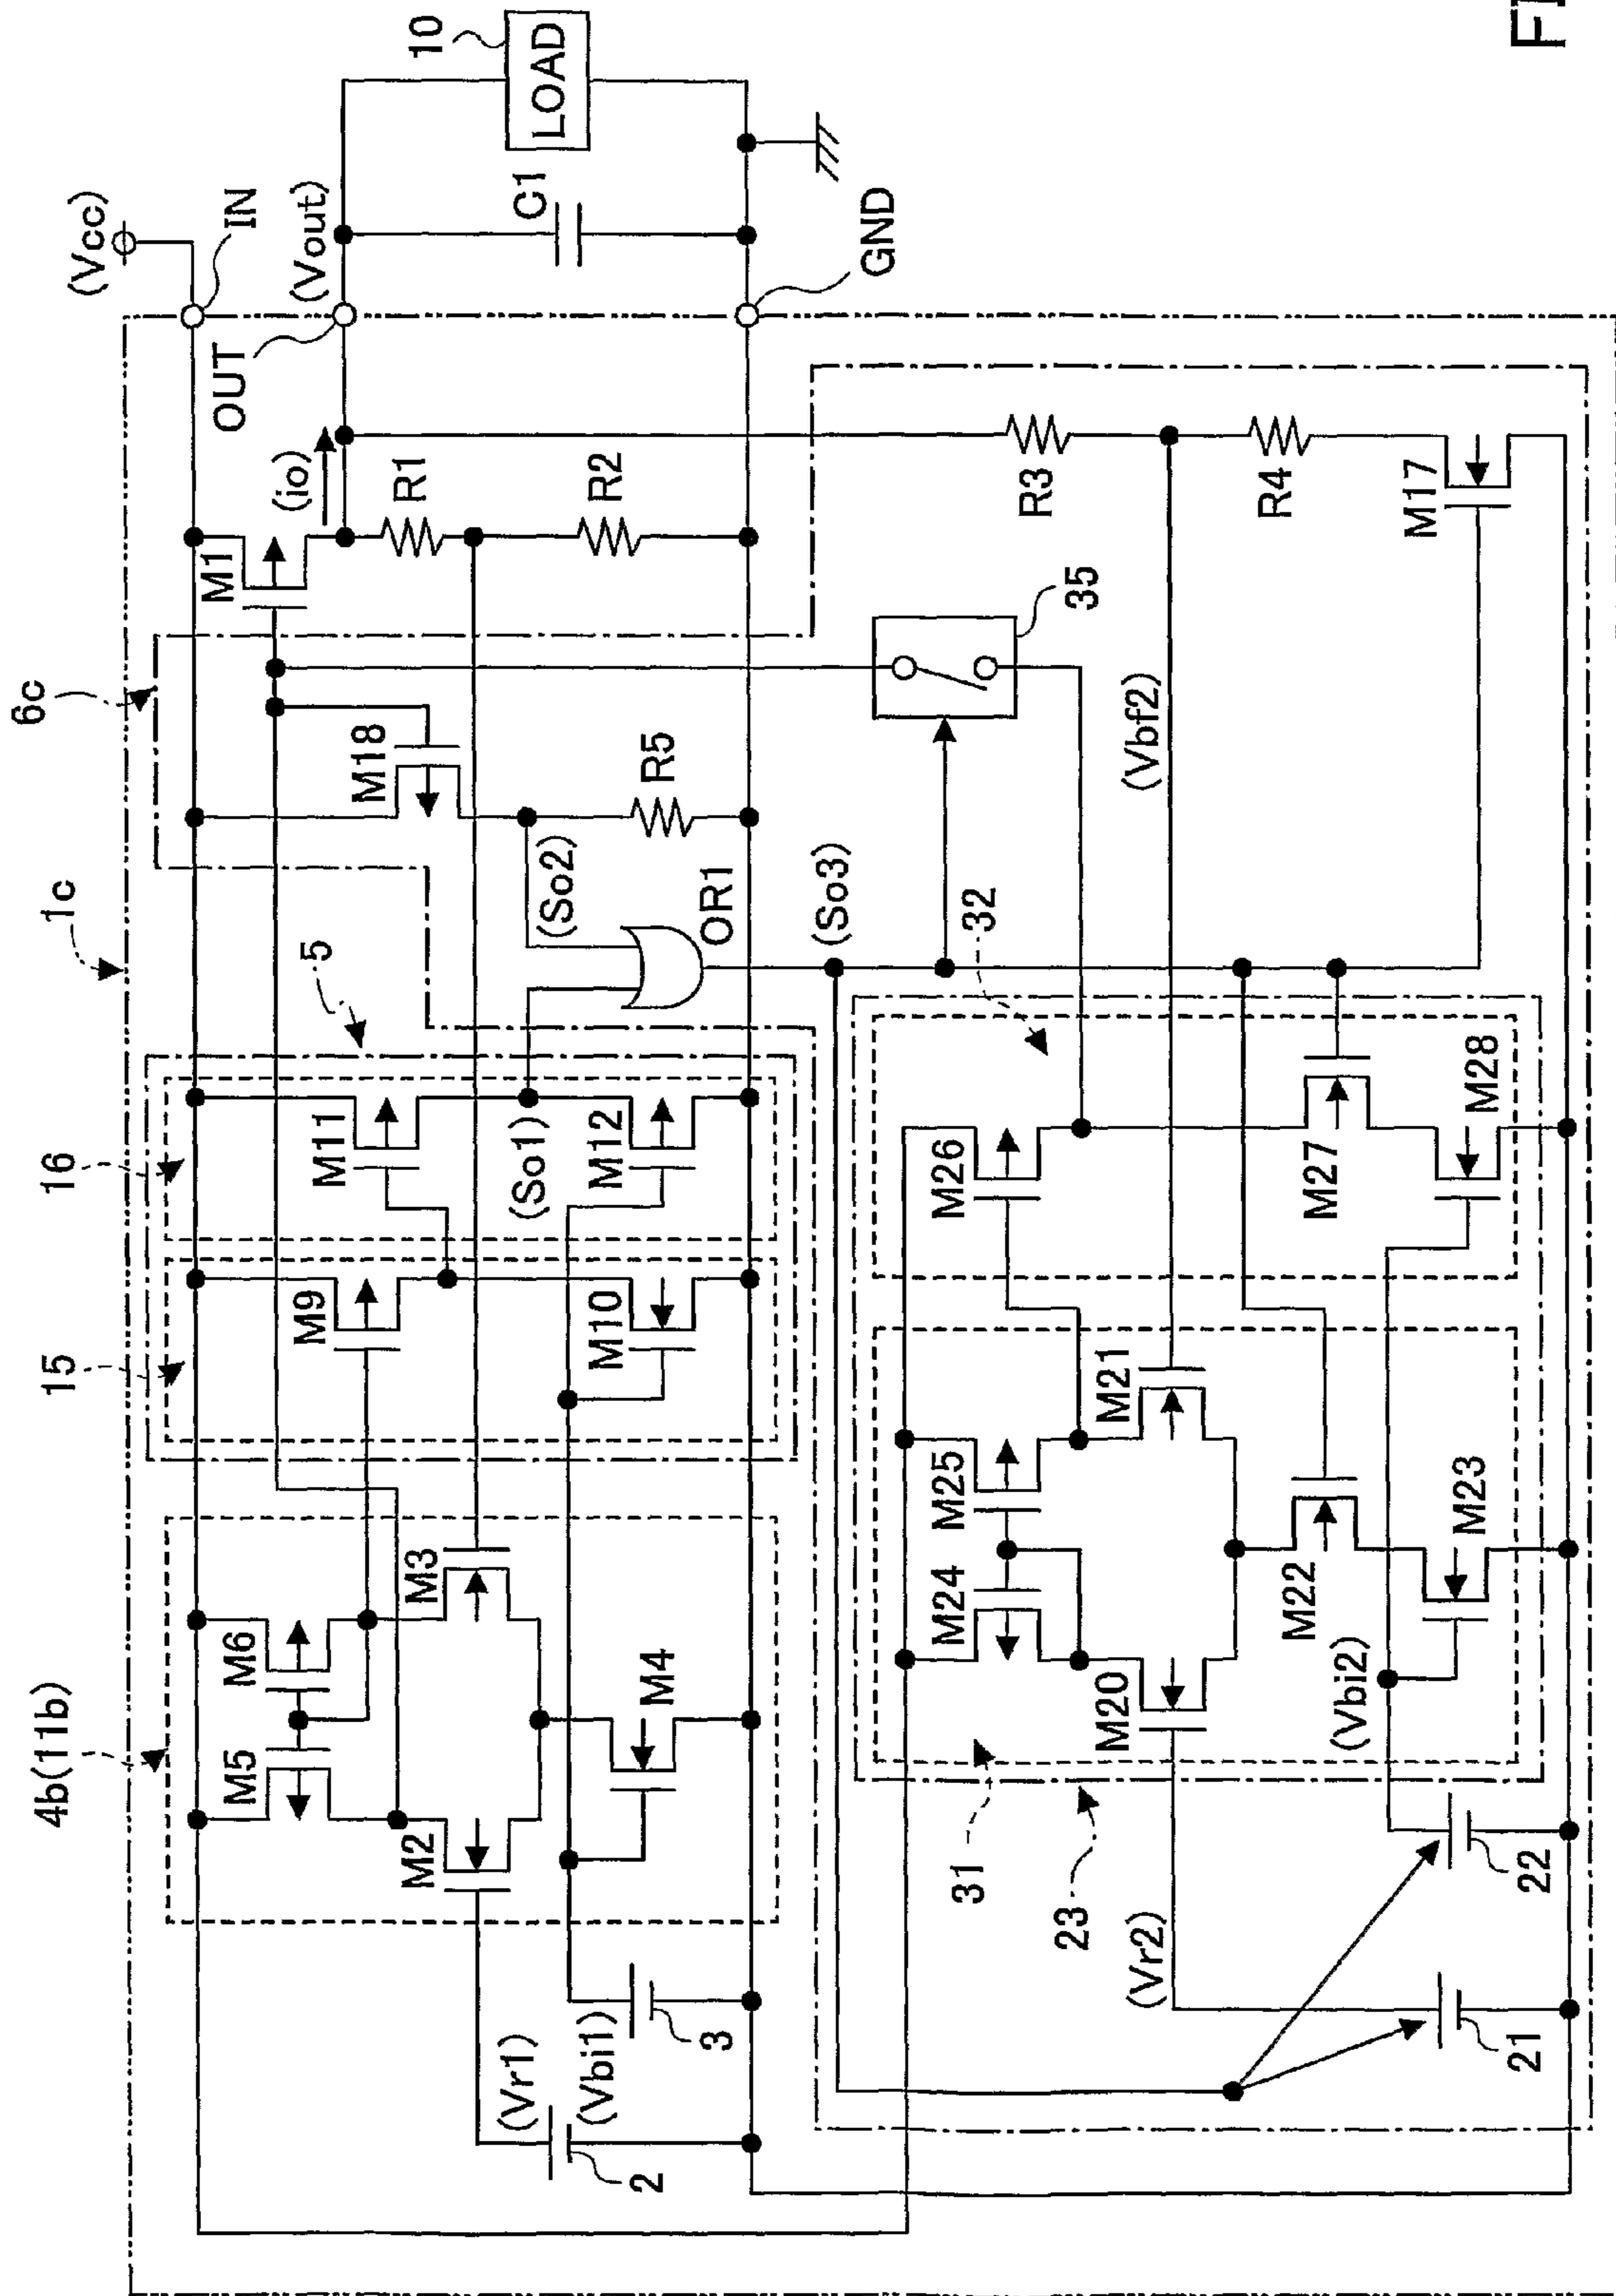 FI
1c
6c
(Vcc)
IN
OUT
(Vout)
GND
10
LOAD
C1
4b(11b)
15
16
5
M5
M6
M9
M11
M18
M1
(io)
R1
R2
M2
M3
M4
M10
M12
(So1)
(So2)
R5
OR1
(Vr1)
(Vbi1)
2
3
(So3)
35
32
(Vbf2)
R3
R4
M17
M24
M25
M26
M20
M21
M22
M23
M27
M28
(Vbi2)
31
23
(Vr2)
21
22